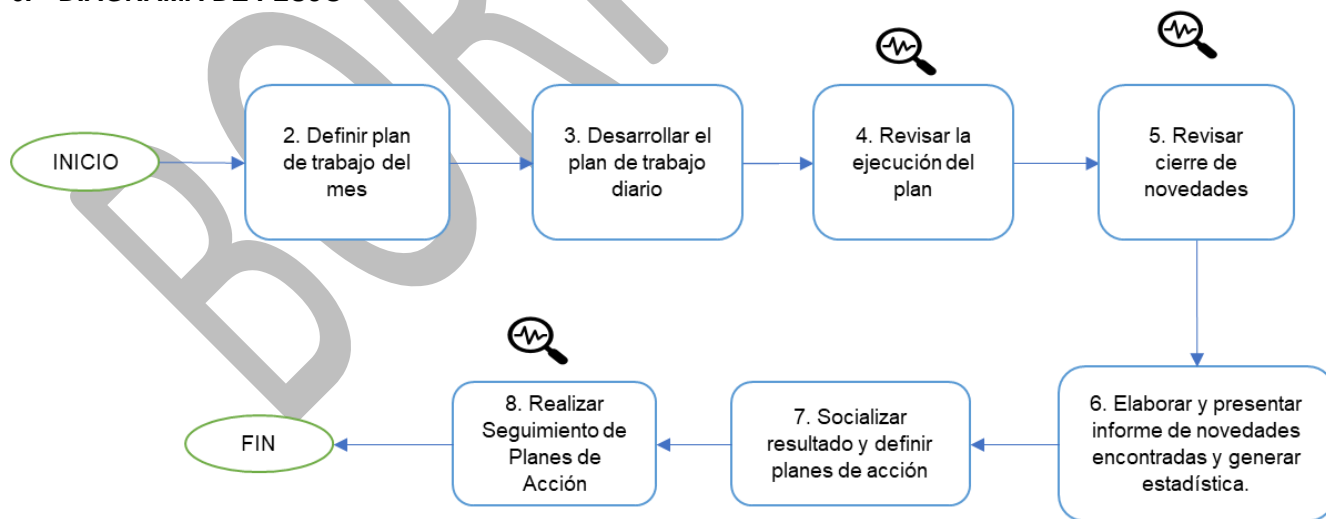 INICIO
2. Definir plan
de trabajo del
mes
3. Desarrollar el
plan de trabajo
diario
4. Revisar la
ejecución del
plan
5. Revisar
cierre de
novedades
6. Elaborar y presentar
informe de novedades
encontradas y generar
estadística.
7. Socializar
resultado y definir
planes de acción
8. Realizar
Seguimiento de
Planes de
Acción
FIN